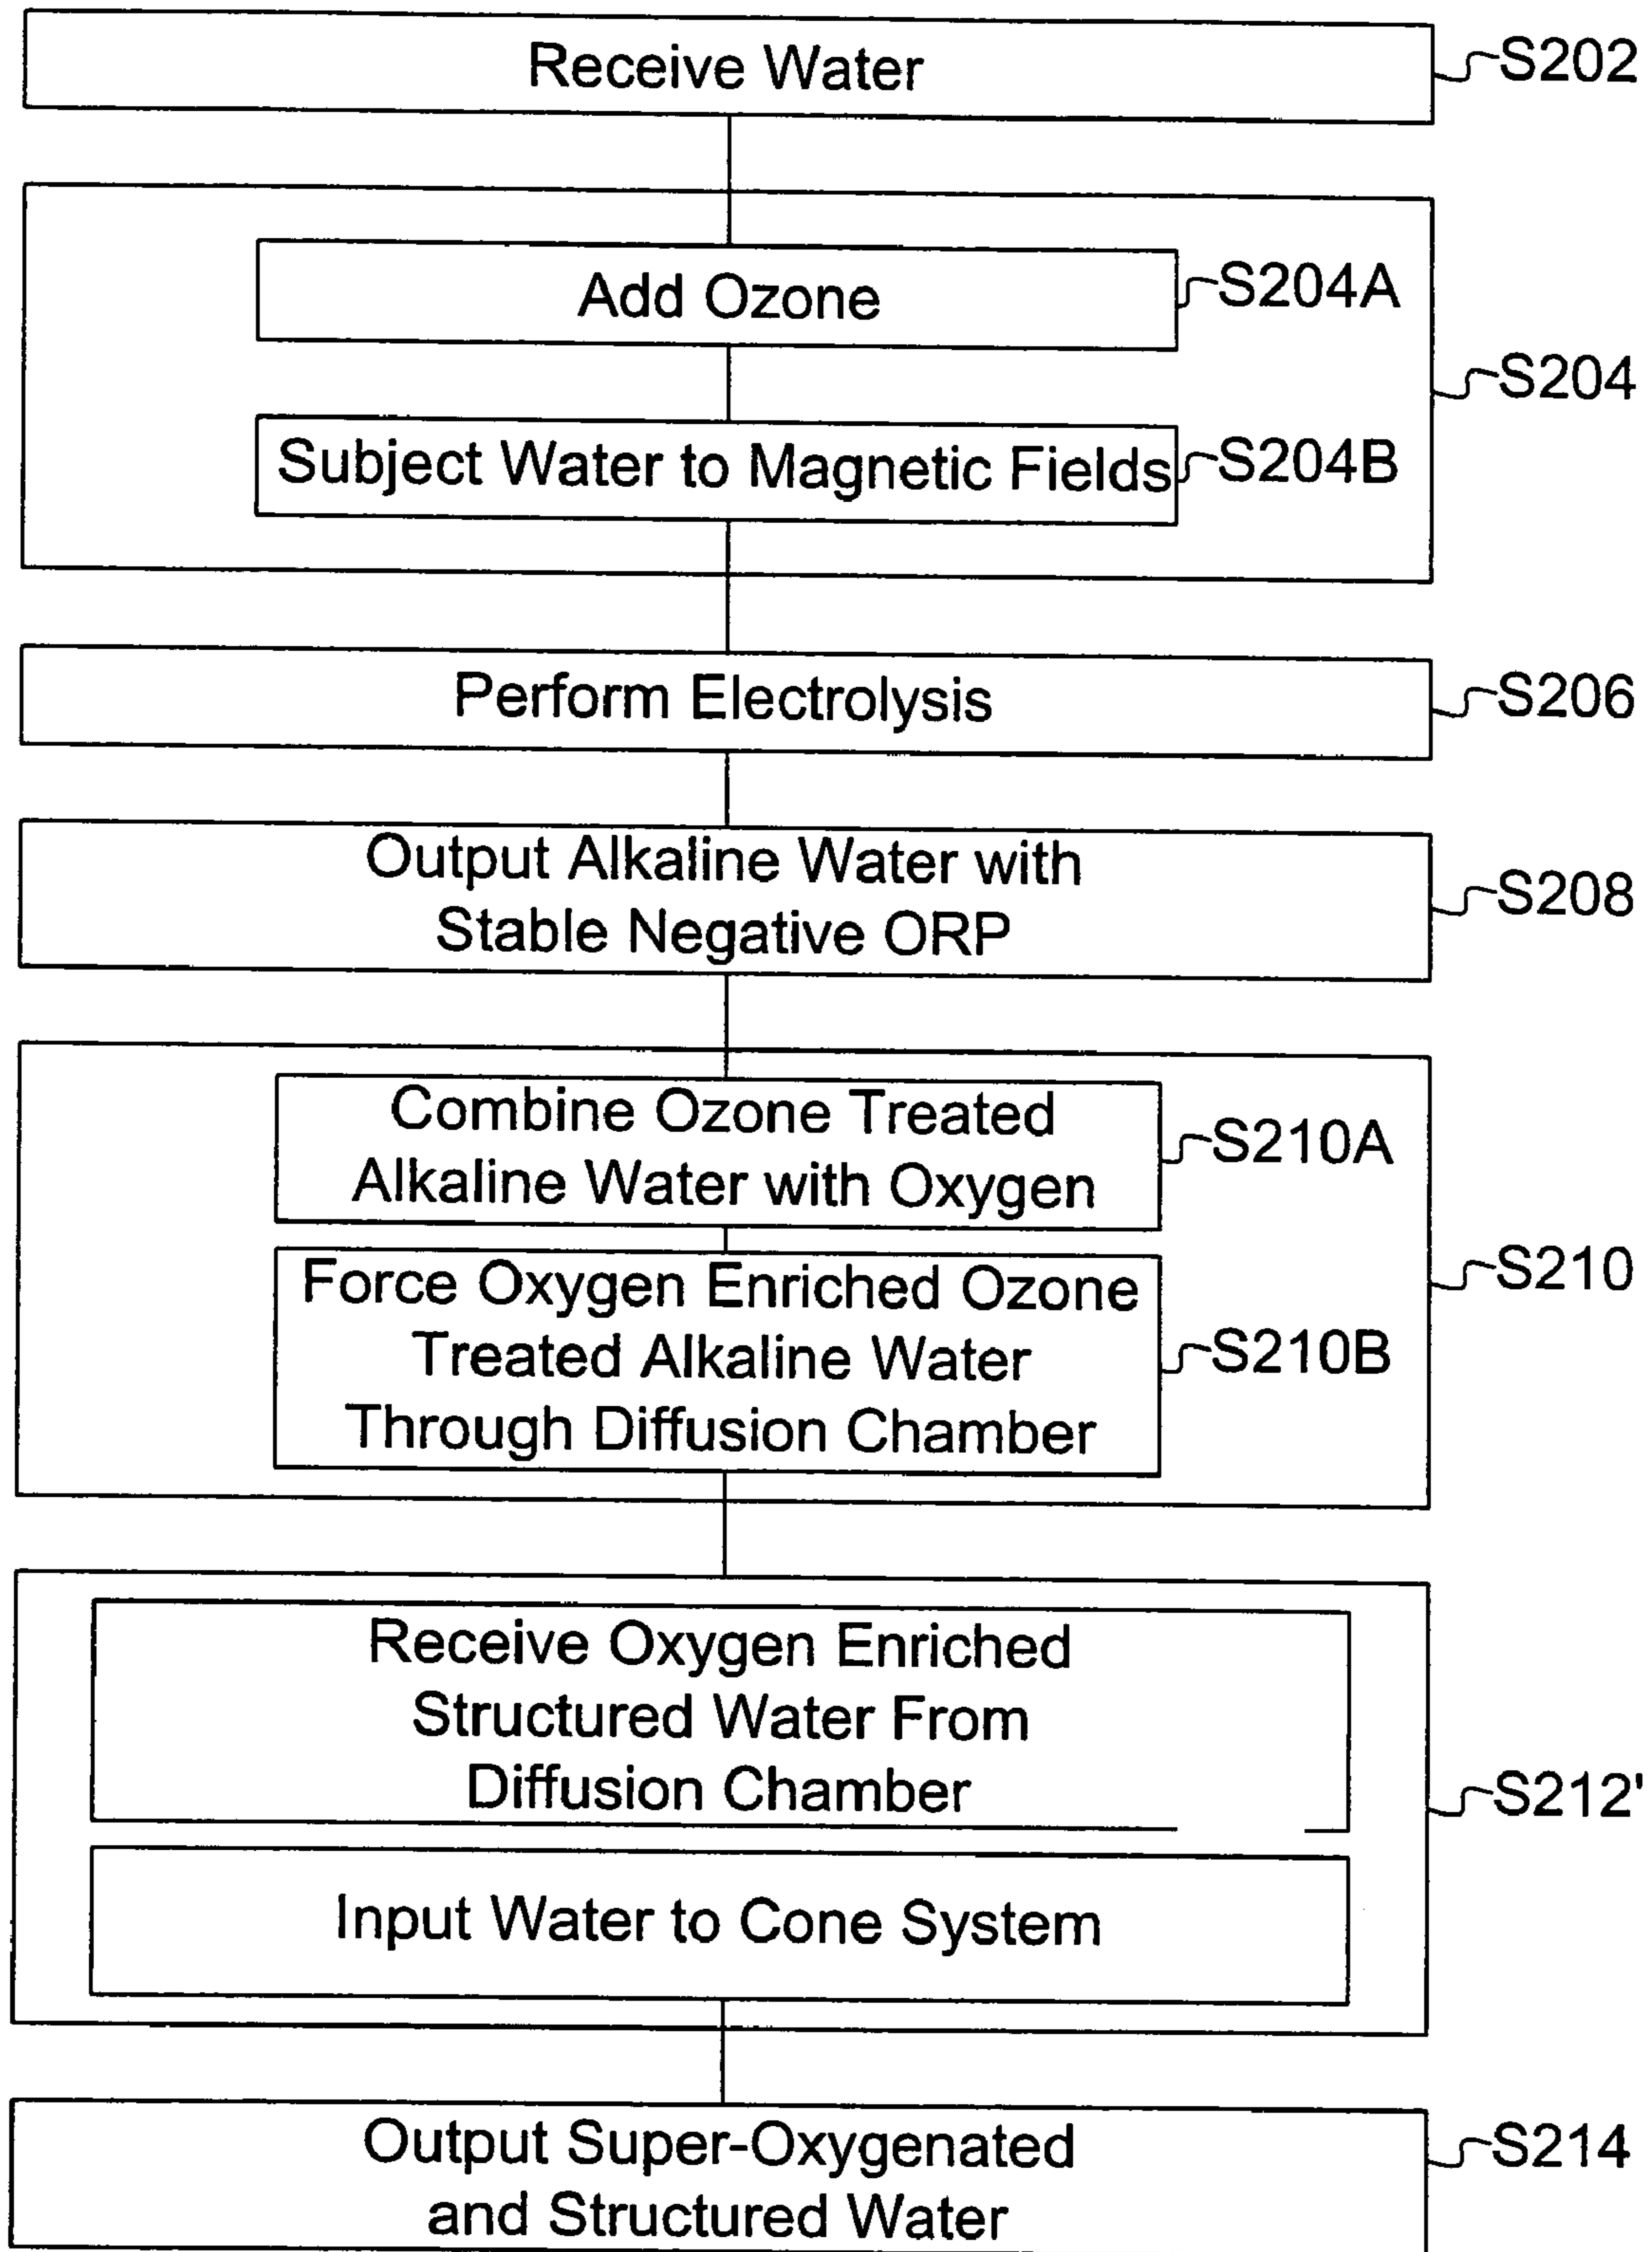 Receive Water
S202
Add Ozone
S204A
S204
Subject Water to Magnetic Fields
S204B
Perform Electrolysis
S206
Output Alkaline Water with
Stable Negative ORP
S208
Combine Ozone Treated
Alkaline Water with Oxygen
S210A
S210
Force Oxygen Enriched Ozone
Treated Alkaline Water
Through Diffusion Chamber
S210B
Receive Oxygen Enriched
Structured Water From
Diffusion Chamber
S212'
Input Water to Cone System
Output Super-Oxygenated
and Structured Water
S214